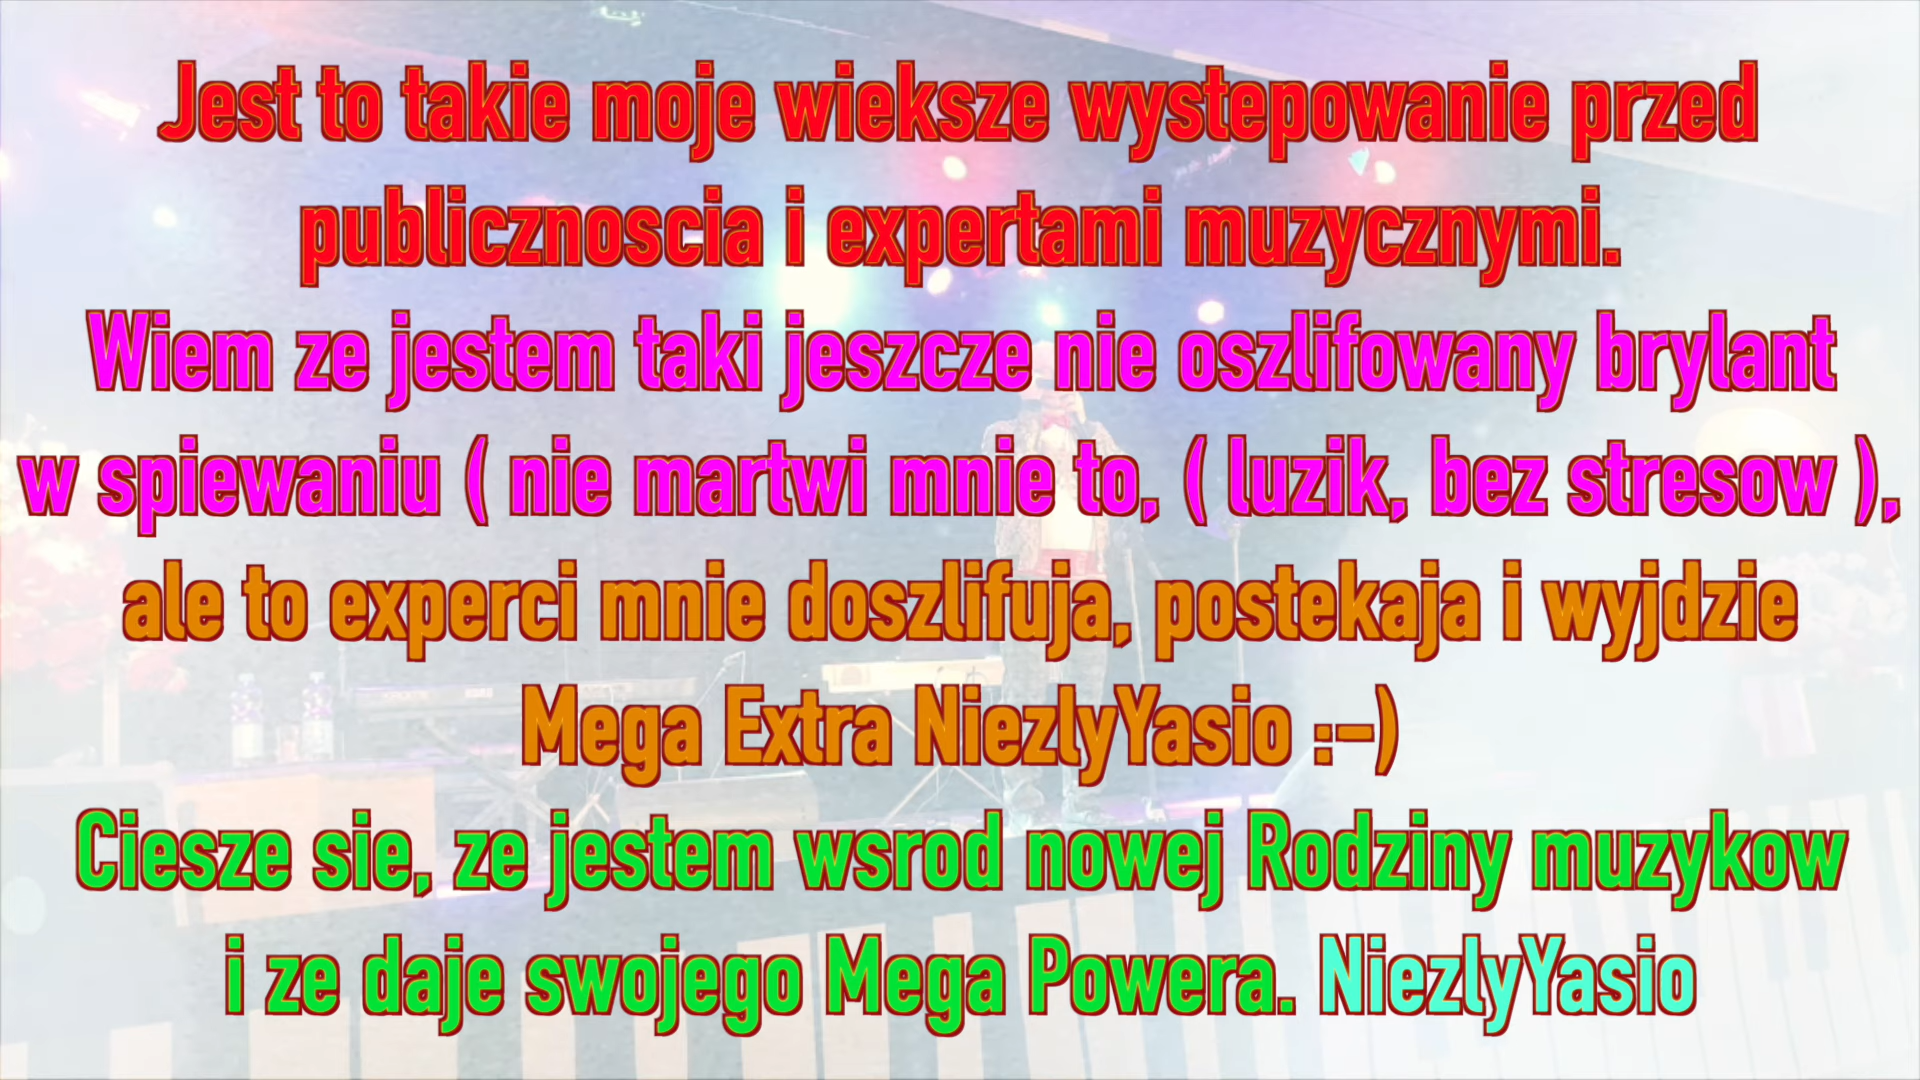 Jest to takie moje wieksze wystepowanie przed
publicznoscia i expertami muzycznymi.
Wiem ze jestem taki jeszcze nie oszlifowany brylant
w spiewaniu ( nie martwi mnie to, ( luzik, bez stresow ),
ale to experci mnie doszlifuja, postekaja i wyjdzie
Mega Extra NiezlyYasio :-)
Ciesze sie, ze jestem wsrod nowej Rodziny muzykow
i ze daje swojego Mega Powera. NiezlyYasio